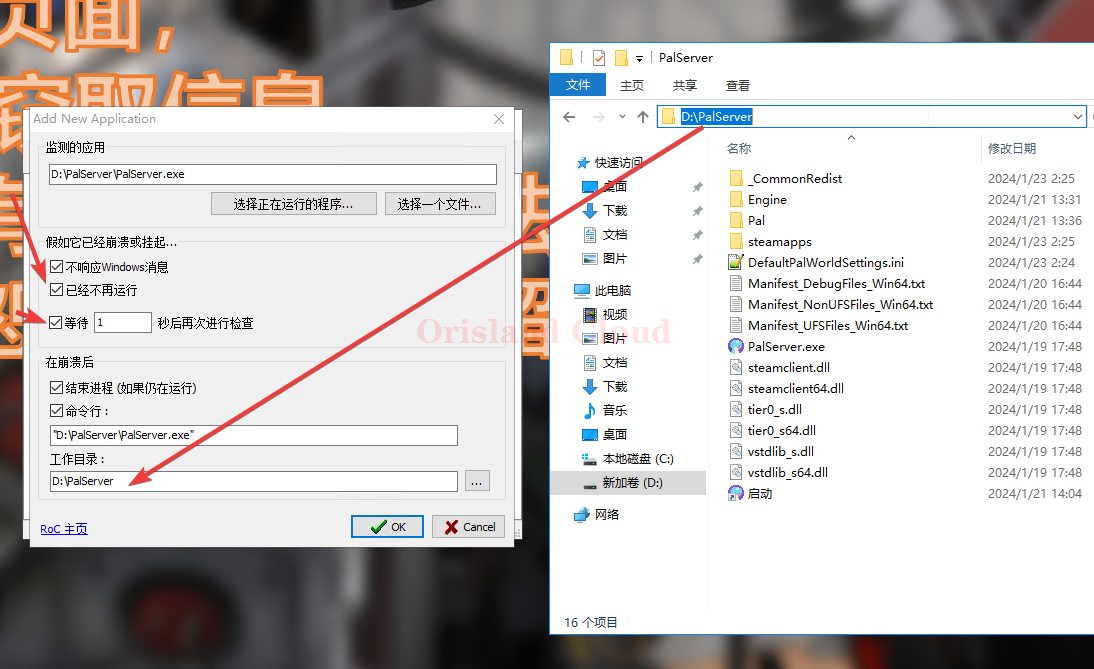 页面，
窃取信息
Add New Application
监测的应用
D:\PalServer\PalServer.exe
选择正在运行的程序...
选择一个文件...
假如它已经崩溃或挂起...
不响应Windows消息
已经不再运行
等待 1 秒后再次进行检查
在崩溃后
结束进程 (如果仍在运行)
命令行：
"D:\PalServer\PalServer.exe"
工作目录：
D:\PalServer
...
RoC 主页
OK
Cancel
Orisland Cloud
PalServer
文件 主页 共享 查看
D:\PalServer
快速访问
桌面
下载
文档
图片
此电脑
视频
图片
文档
下载
音乐
桌面
本地磁盘 (C:)
新加卷 (D:)
网络
名称 修改日期
_CommonRedist 2024/1/23 2:25
Engine 2024/1/21 13:31
Pal 2024/1/21 13:36
steamapps 2024/1/23 2:25
DefaultPalWorldSettings.ini 2024/1/23 2:24
Manifest_DebugFiles_Win64.txt 2024/1/20 16:44
Manifest_NonUFSFiles_Win64.txt 2024/1/20 16:44
Manifest_UFSFiles_Win64.txt 2024/1/20 16:44
PalServer.exe 2024/1/19 17:48
steamclient.dll 2024/1/19 17:48
steamclient64.dll 2024/1/19 17:48
tier0_s.dll 2024/1/19 17:48
tier0_s64.dll 2024/1/19 17:48
vstdlib_s.dll 2024/1/19 17:48
vstdlib_s64.dll 2024/1/19 17:48
启动 2024/1/21 14:04
16 个项目